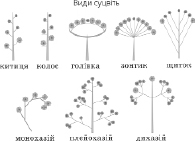 Види суцвіть
китиця колос голівка зонтик щиток
монохазій плейохазій дихазій